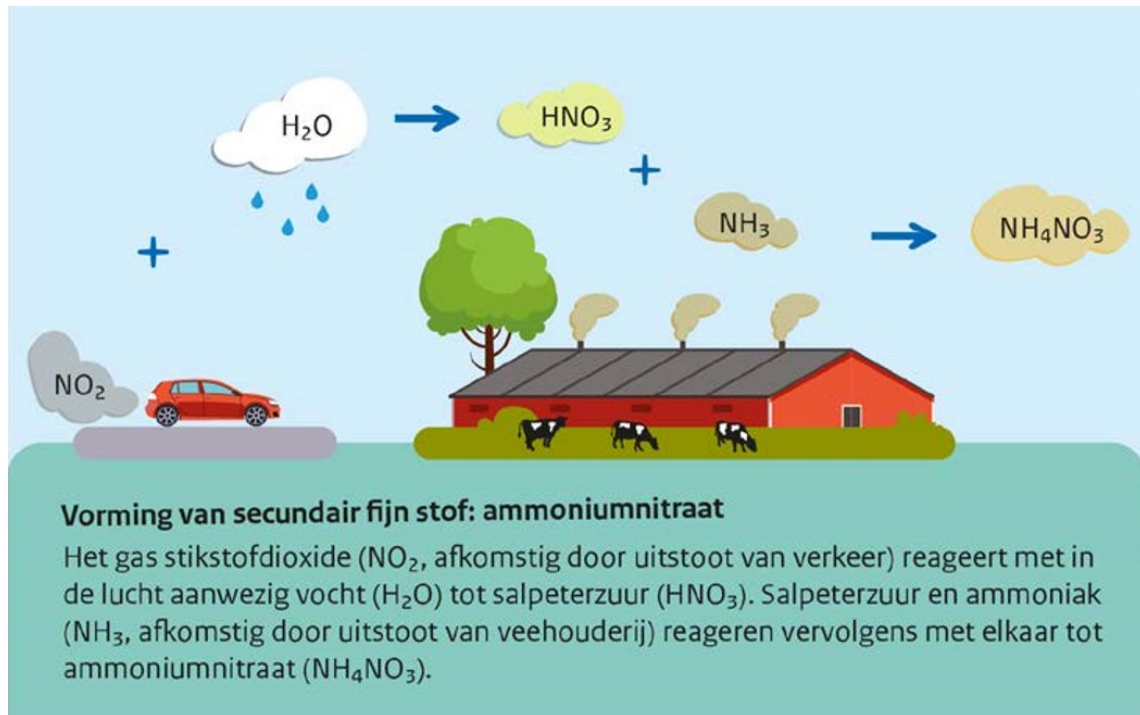 H₂O
HNO₃
NH₃
NH₄NO₃
NO₂
Vorming van secundair fijn stof: ammoniumnitraat
Het gas stikstofdioxide (NO₂, afkomstig door uitstoot van verkeer) reageert met in
de lucht aanwezig vocht (H₂O) tot salpeterzuur (HNO₃). Salpeterzuur en ammoniak
(NH₃, afkomstig door uitstoot van veehouderij) reageren vervolgens met elkaar tot
ammoniumnitraat (NH₄NO₃).